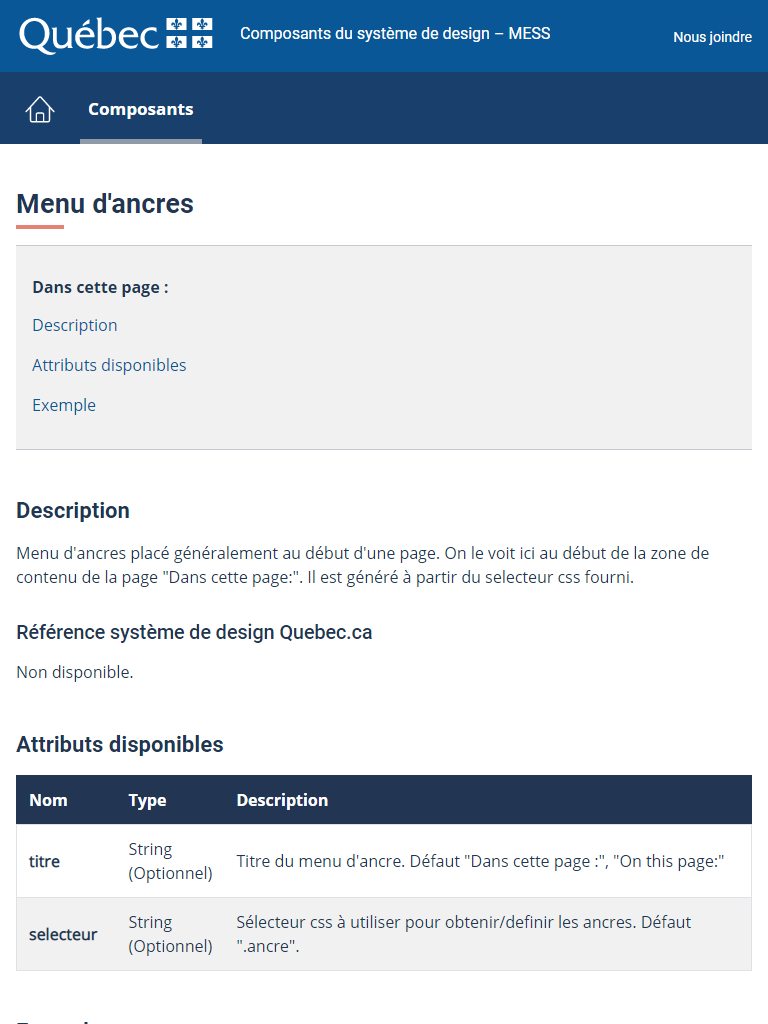 Québec
Composants du système de design – MESS
Nous joindre
Composants
Menu d'ancres
Dans cette page :
Description
Attributs disponibles
Exemple
Description
Menu d'ancres placé généralement au début d'une page. On le voit ici au début de la zone de
contenu de la page "Dans cette page:". Il est généré à partir du selecteur css fourni.
Référence système de design Quebec.ca
Non disponible.
Attributs disponibles
Nom Type Description
titre String (Optionnel) Titre du menu d'ancre. Défaut "Dans cette page :", "On this page:"
selecteur String (Optionnel) Sélecteur css à utiliser pour obtenir/definir les ancres. Défaut
".ancre".